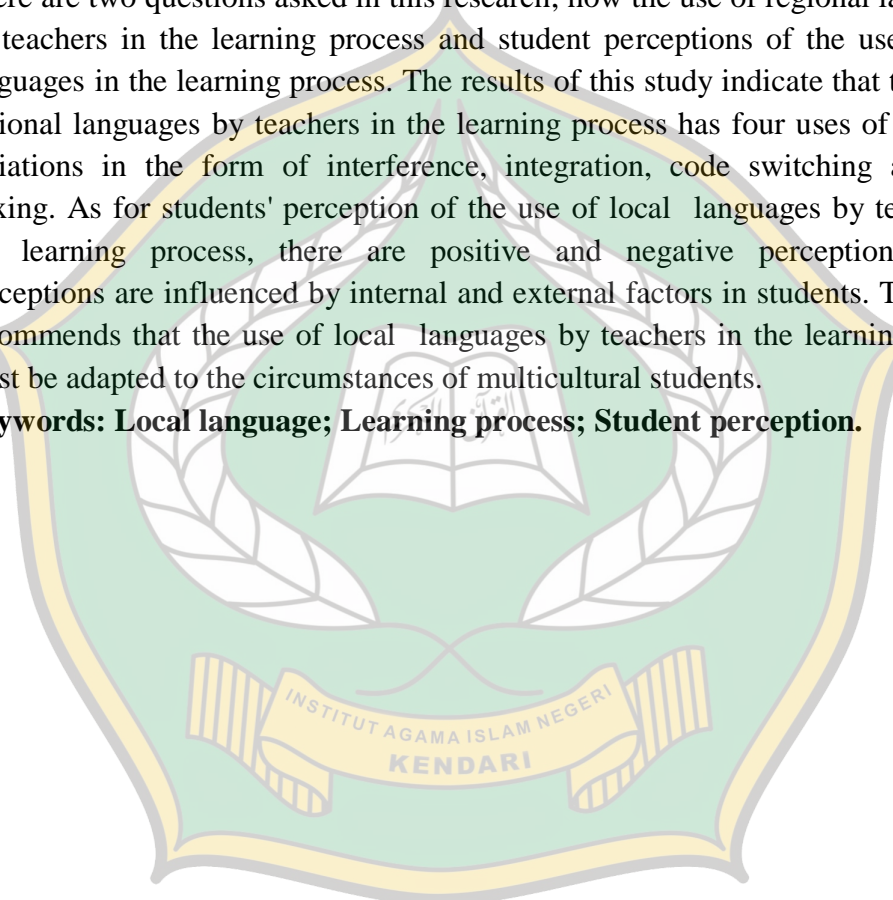 ere are two questions asked in this research, how the use of regional la
teachers in the learning process and student perceptions of the use
guages in the learning process. The results of this study indicate that t
ional languages by teachers in the learning process has four uses of
iations in the form of interference, integration, code switching a
xing. As for students' perception of the use of local languages by te
learning process, there are positive and negative perception
ceptions are influenced by internal and external factors in students. T
ommends that the use of local languages by teachers in the learnin
st be adapted to the circumstances of multicultural students.
ywords: Local language; Learning process; Student perception.
INSTITUT AGAMA ISLAM NEGERI
KENDARI